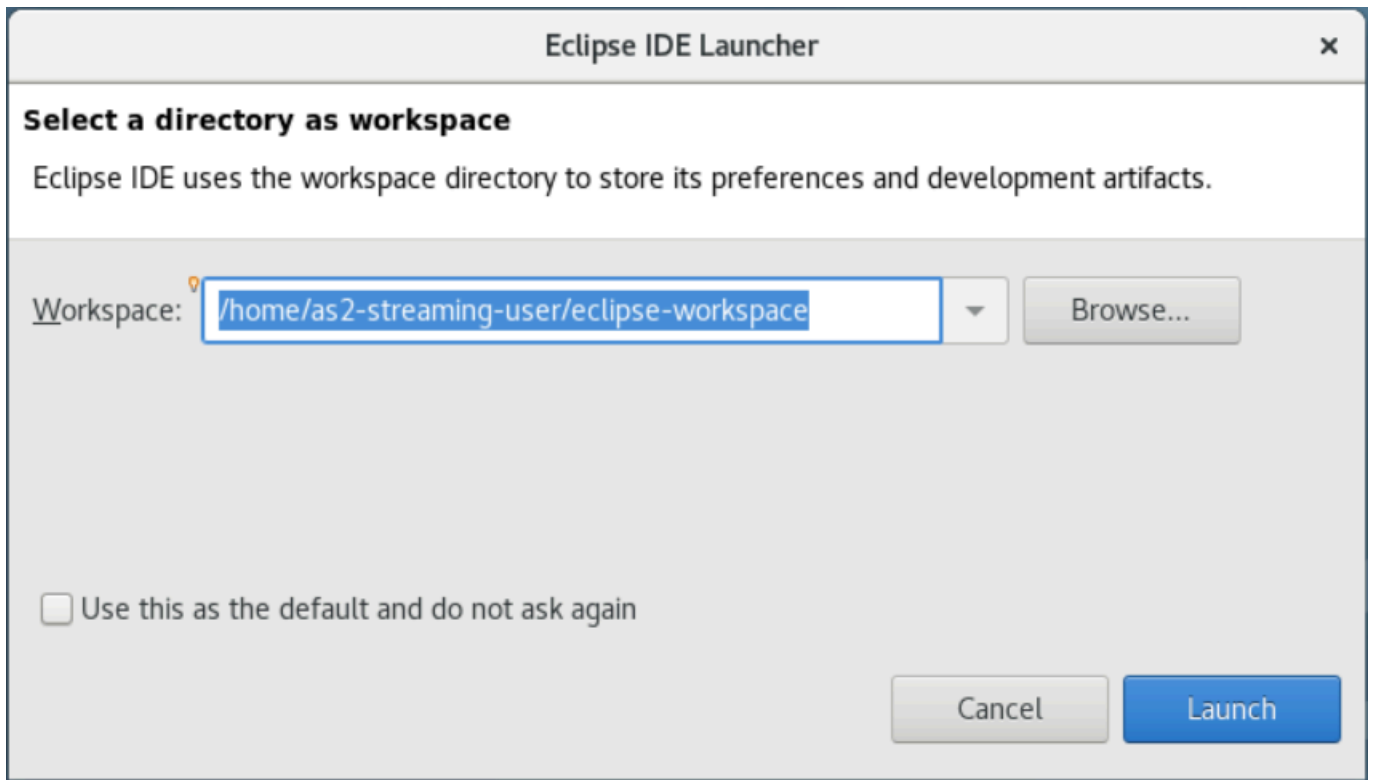 Eclipse IDE Launcher ×
Select a directory as workspace
Eclipse IDE uses the workspace directory to store its preferences and development artifacts.
Workspace: /home/as2-streaming-user/eclipse-workspace Browse...
Use this as the default and do not ask again
Cancel Launch